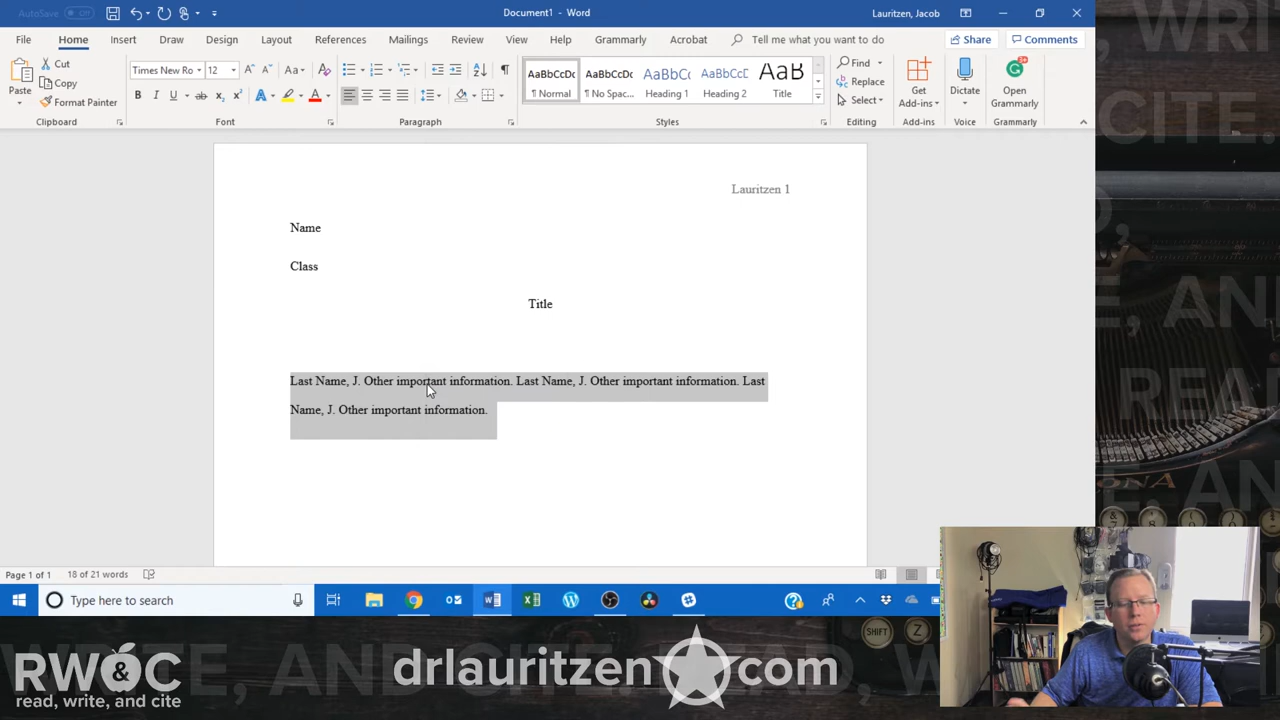 AutoSave Off
Document1 - Word
Lauritzen, Jacob
File Home Insert Draw Design Layout References Mailings Review View Help Grammarly Acrobat Tell me what you want to do Share Comments
Paste
Cut
Copy
Format Painter
Clipboard
Times New Ro 12
Font
Paragraph
AaBbCcDc
¶ Normal
AaBbCcDc
¶ No Spac...
AaBbCc
Heading 1
AaBbCcD
Heading 2
AaB
Title
Styles
Find
Replace
Select
Editing
Get
Add-ins
Add-ins
Dictate
Voice
Open
Grammarly
Grammarly
Lauritzen 1
Name
Class
Title
Last Name, J. Other important information. Last Name, J. Other important information. Last
Name, J. Other important information.
Page 1 of 1 18 of 21 words
Type here to search
RW&C
read, write, and cite
drlauritzen com
SHIFT
Z